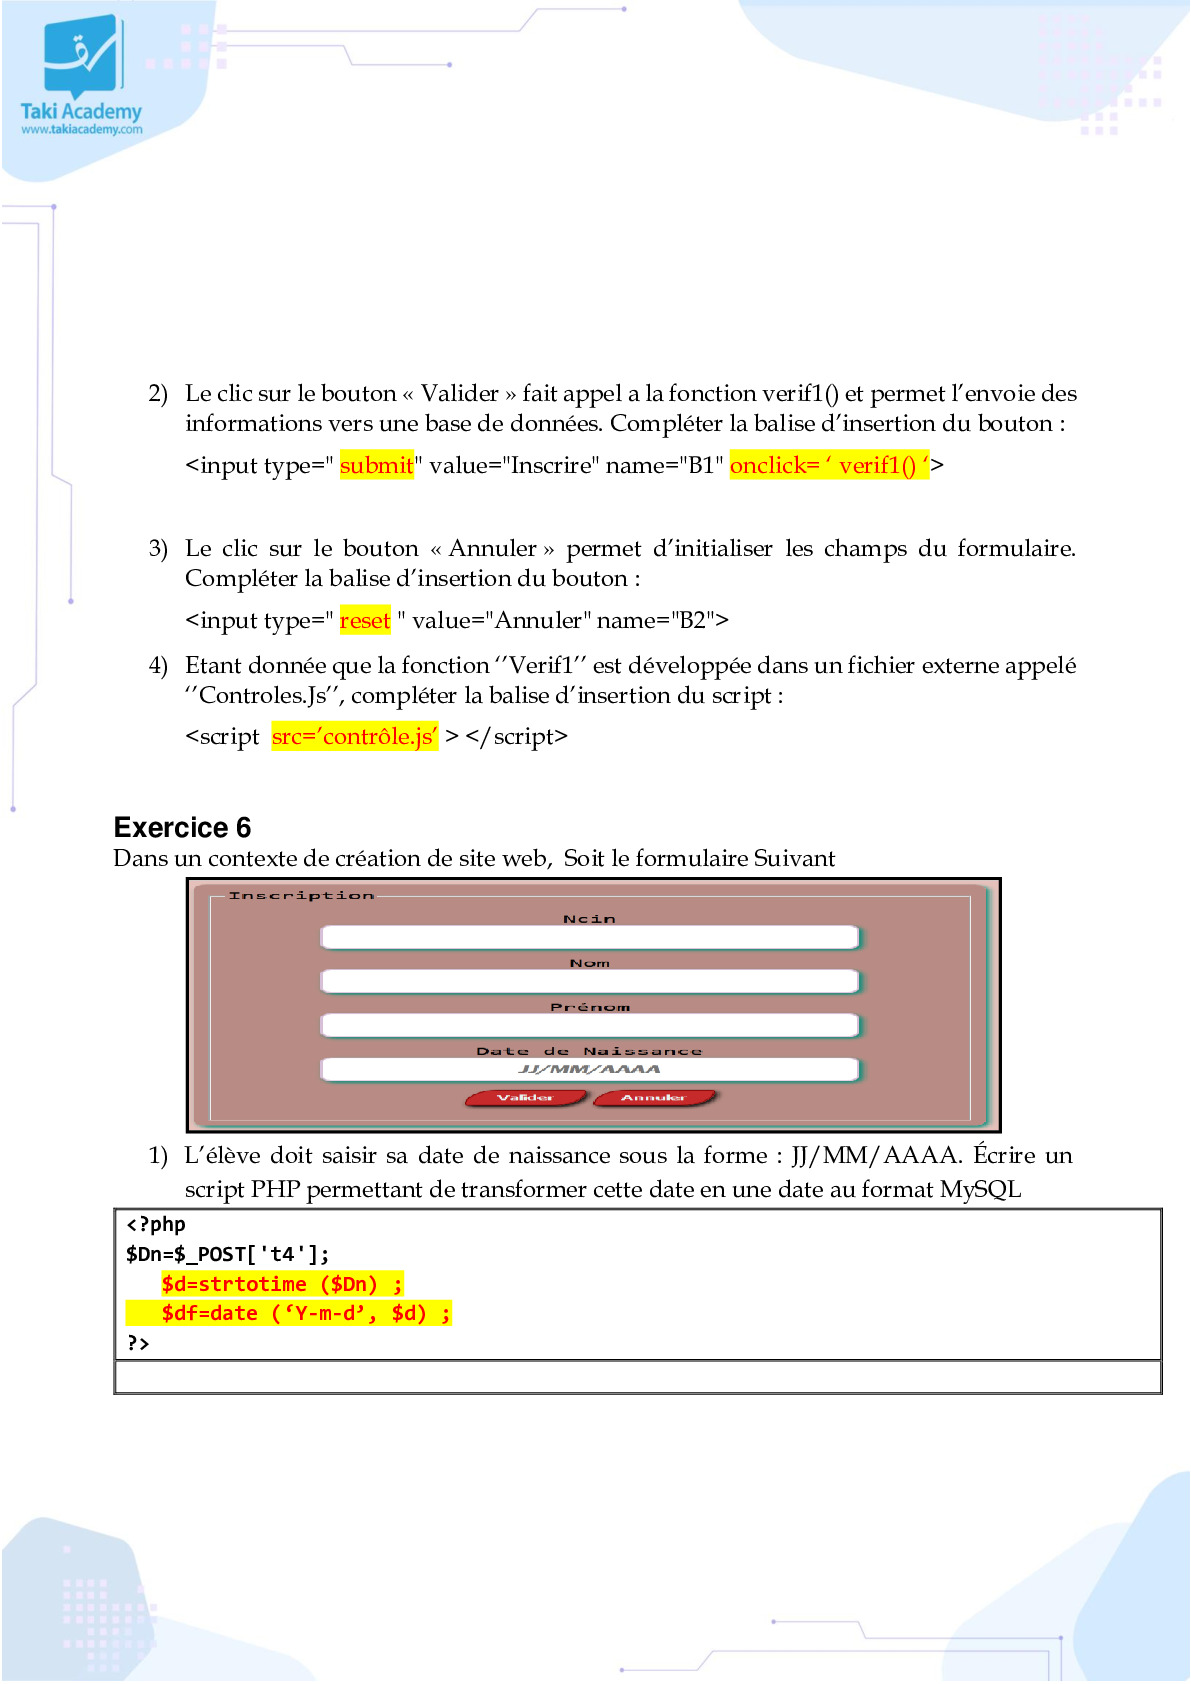 Taki Academy
www.takiacademy.com
2) Le clic sur le bouton « Valider » fait appel a la fonction verif1() et permet l’envoie des
informations vers une base de données. Compléter la balise d’insertion du bouton :
<input type=" submit" value="Inscrire" name="B1" onclick= ‘ verif1() ‘>
3) Le clic sur le bouton « Annuler » permet d’initialiser les champs du formulaire.
Compléter la balise d’insertion du bouton :
<input type=" reset " value="Annuler" name="B2">
4) Etant donnée que la fonction ‘’Verif1’’ est développée dans un fichier externe appelé
‘’Controles.Js’’, compléter la balise d’insertion du script :
<script src=’contrôle.js’ > </script>
Exercice 6
Dans un contexte de création de site web, Soit le formulaire Suivant
Inscription
Ncin
Nom
Prénom
Date de Naissance
JJ/MM/AAAA
Valider Annuler
1) L’élève doit saisir sa date de naissance sous la forme : JJ/MM/AAAA. Écrire un
script PHP permettant de transformer cette date en une date au format MySQL
<?php
$Dn=$_POST['t4'];
$d=strtotime ($Dn) ;
$df=date (‘Y-m-d’, $d) ;
?>